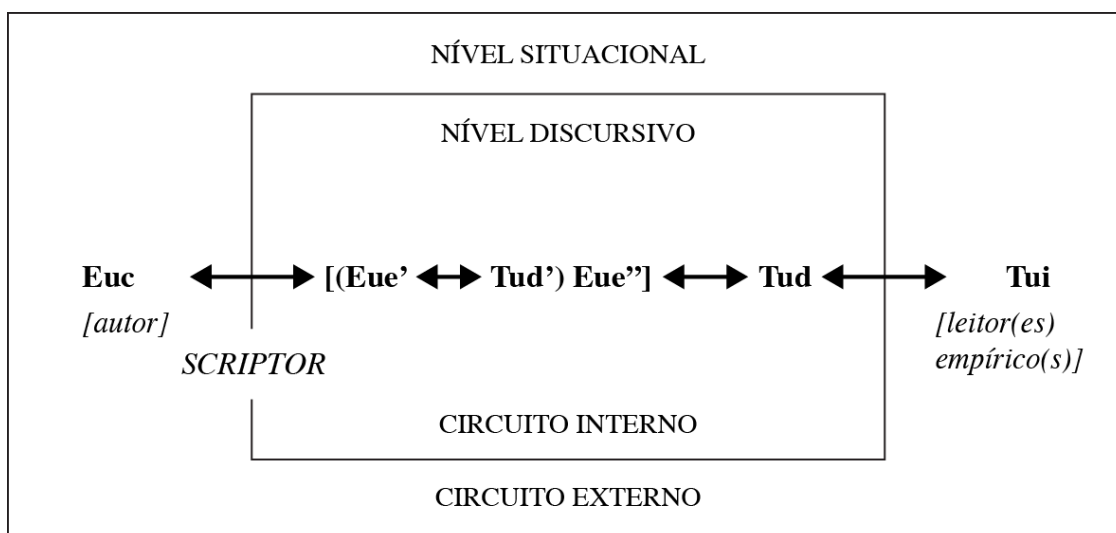 NÍVEL SITUACIONAL
NÍVEL DISCURSIVO
Euc [(Eue’ Tud’) Eue”] Tud Tui
[autor] [leitor(es)
SCRIPTOR empírico(s)]
CIRCUITO INTERNO
CIRCUITO EXTERNO